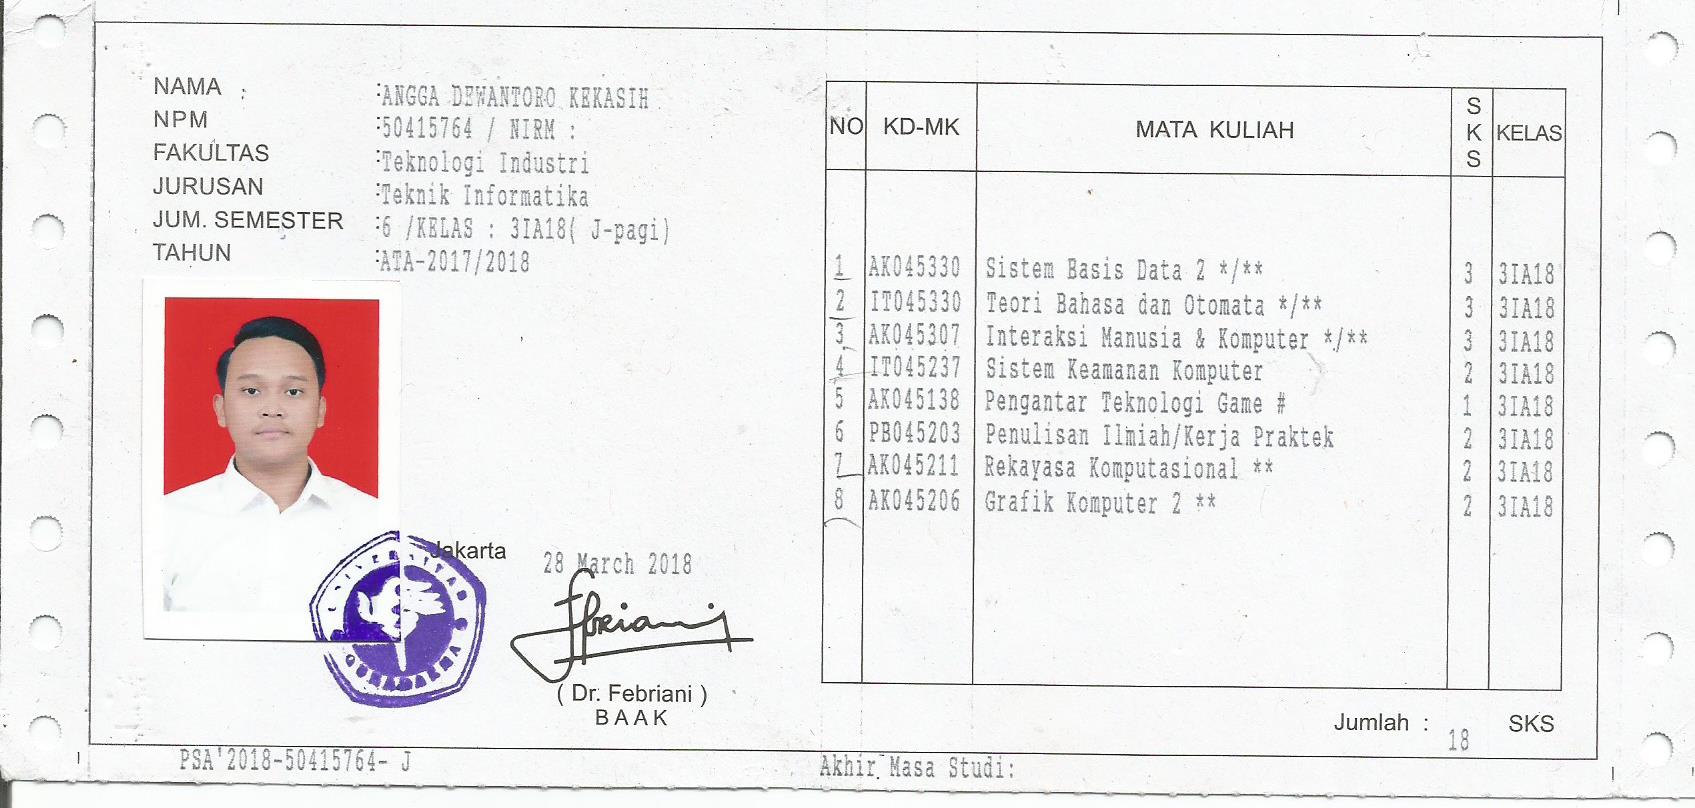 NAMA : :ANGGA DEWANTORO KEKASIH
NPM :50415764 / NIRM :
FAKULTAS :Teknologi Industri
JURUSAN :Teknik Informatika
JUM. SEMESTER :6 /KELAS : 3IA18( J-pagi)
TAHUN :ATA-2017/2018
Jakarta 28 March 2018
UNIVERSITAS GUNADARMA
Febriani
( Dr. Febriani )
BAAK
PSA'2018-50415764- J
NO KD-MK MATA KULIAH SKS KELAS
1 AK045330 Sistem Basis Data 2 */** 3 3IA18
2 IT045330 Teori Bahasa dan Otomata */** 3 3IA18
3 AK045307 Interaksi Manusia & Komputer */** 3 3IA18
4 IT045237 Sistem Keamanan Komputer 2 3IA18
5 AK045138 Pengantar Teknologi Game # 1 3IA18
6 PB045203 Penulisan Ilmiah/Kerja Praktek 2 3IA18
7 AK045211 Rekayasa Komputasional ** 2 3IA18
8 AK045206 Grafik Komputer 2 ** 2 3IA18
Jumlah : 18 SKS
Akhir Masa Studi: